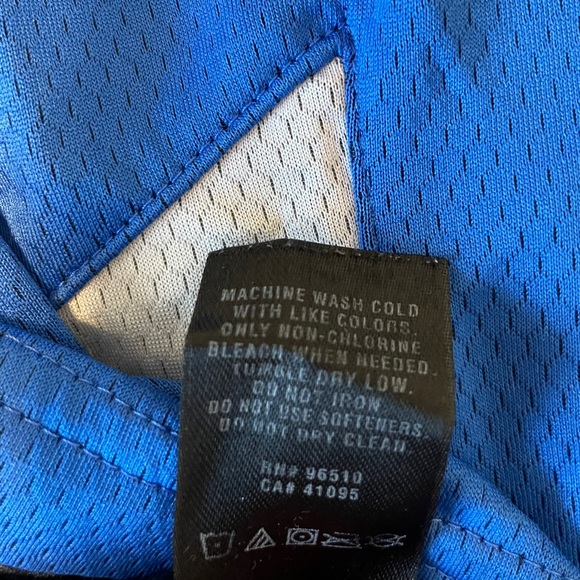 MACHINE WASH COLD
WITH LIKE COLORS.
ONLY NON-CHLORINE
BLEACH WHEN NEEDED.
TUMBLE DRY LOW.
DO NOT IRON
DO NOT USE SOFTENERS.
DO NOT DRY CLEAN.
RN# 96510
CA# 41095